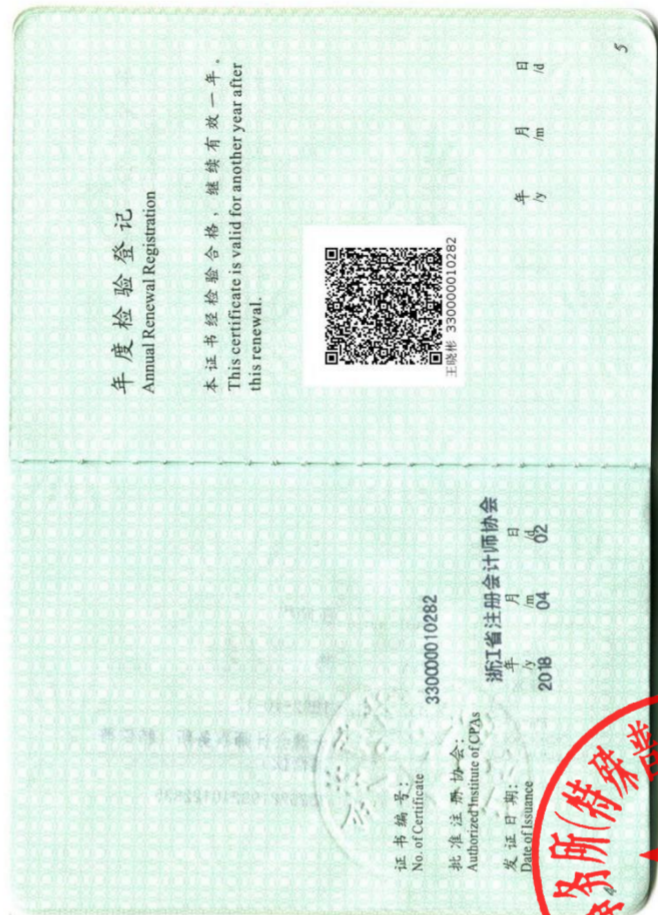 证书编号：
No. of Certificate
330000010282
批准注册协会：
Authorized Institute of CPAs
浙江省注册会计师协会
发证日期：
Date of Issuance
2018
年
/y
04
月
/m
02
日
/d
年度检验登记
Annual Renewal Registration
本证书经检验合格，继续有效一年。
This certificate is valid for another year after
this renewal.
王晓彬 330000010282
年
/y
月
/m
日
/d
5
务所(特殊